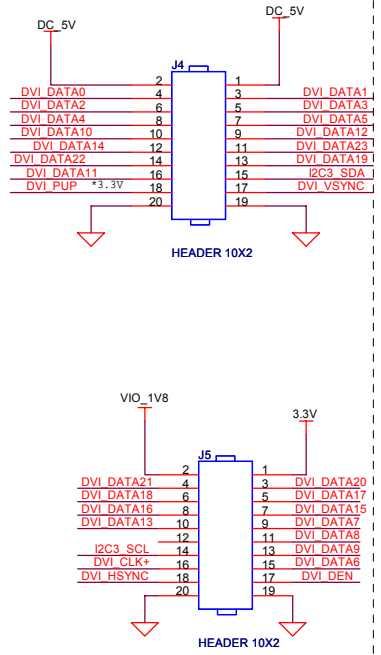 DC_5V DC_5V
J4
2 1
DVI_DATA0 4 3 DVI_DATA1
DVI_DATA2 6 5 DVI_DATA3
DVI_DATA4 8 7 DVI_DATA5
DVI_DATA10 10 9 DVI_DATA12
DVI_DATA14 12 11 DVI_DATA23
DVI_DATA22 14 13 DVI_DATA19
DVI_DATA11 16 15 I2C3_SDA
DVI_PUP *3.3V 18 17 DVI_VSYNC
20 19
HEADER 10X2
VIO_1V8 3.3V
J5
2 1
DVI_DATA21 4 3 DVI_DATA20
DVI_DATA18 6 5 DVI_DATA17
DVI_DATA16 8 7 DVI_DATA15
DVI_DATA13 10 9 DVI_DATA7
12 11 DVI_DATA8
I2C3_SCL 14 13 DVI_DATA9
DVI_CLK+ 16 15 DVI_DATA6
DVI_HSYNC 18 17 DVI_DEN
20 19
HEADER 10X2